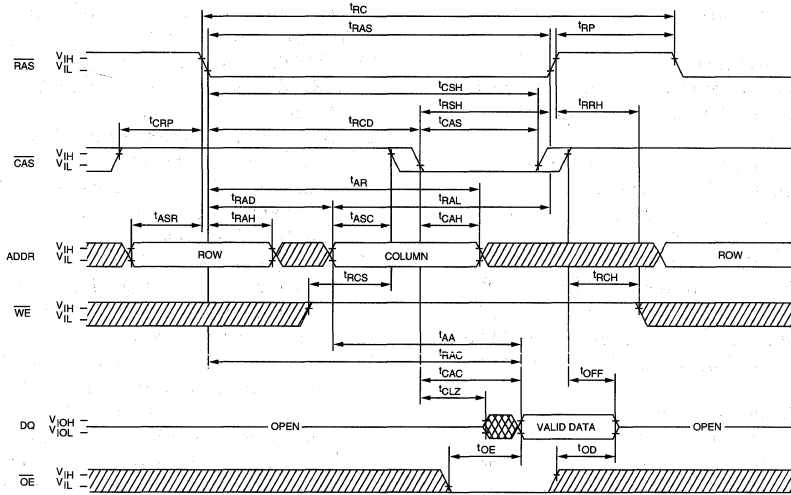 tRC
tRAS
tRP
RAS VIH VIL
tCSH
tRSH
tRRH
tCRP
tRCD
tCAS
CAS VIH VIL
tAR
tRAD
tRAL
tASR
tRAH
tASC
tCAH
ADDR VIH VIL
ROW
COLUMN
ROW
tRCS
tRCH
WE VIH VIL
tAA
tRAC
tCAC
tOFF
tCLZ
DQ VIOH VIOL
OPEN
VALID DATA
OPEN
tOE
tOD
OE VIH VIL